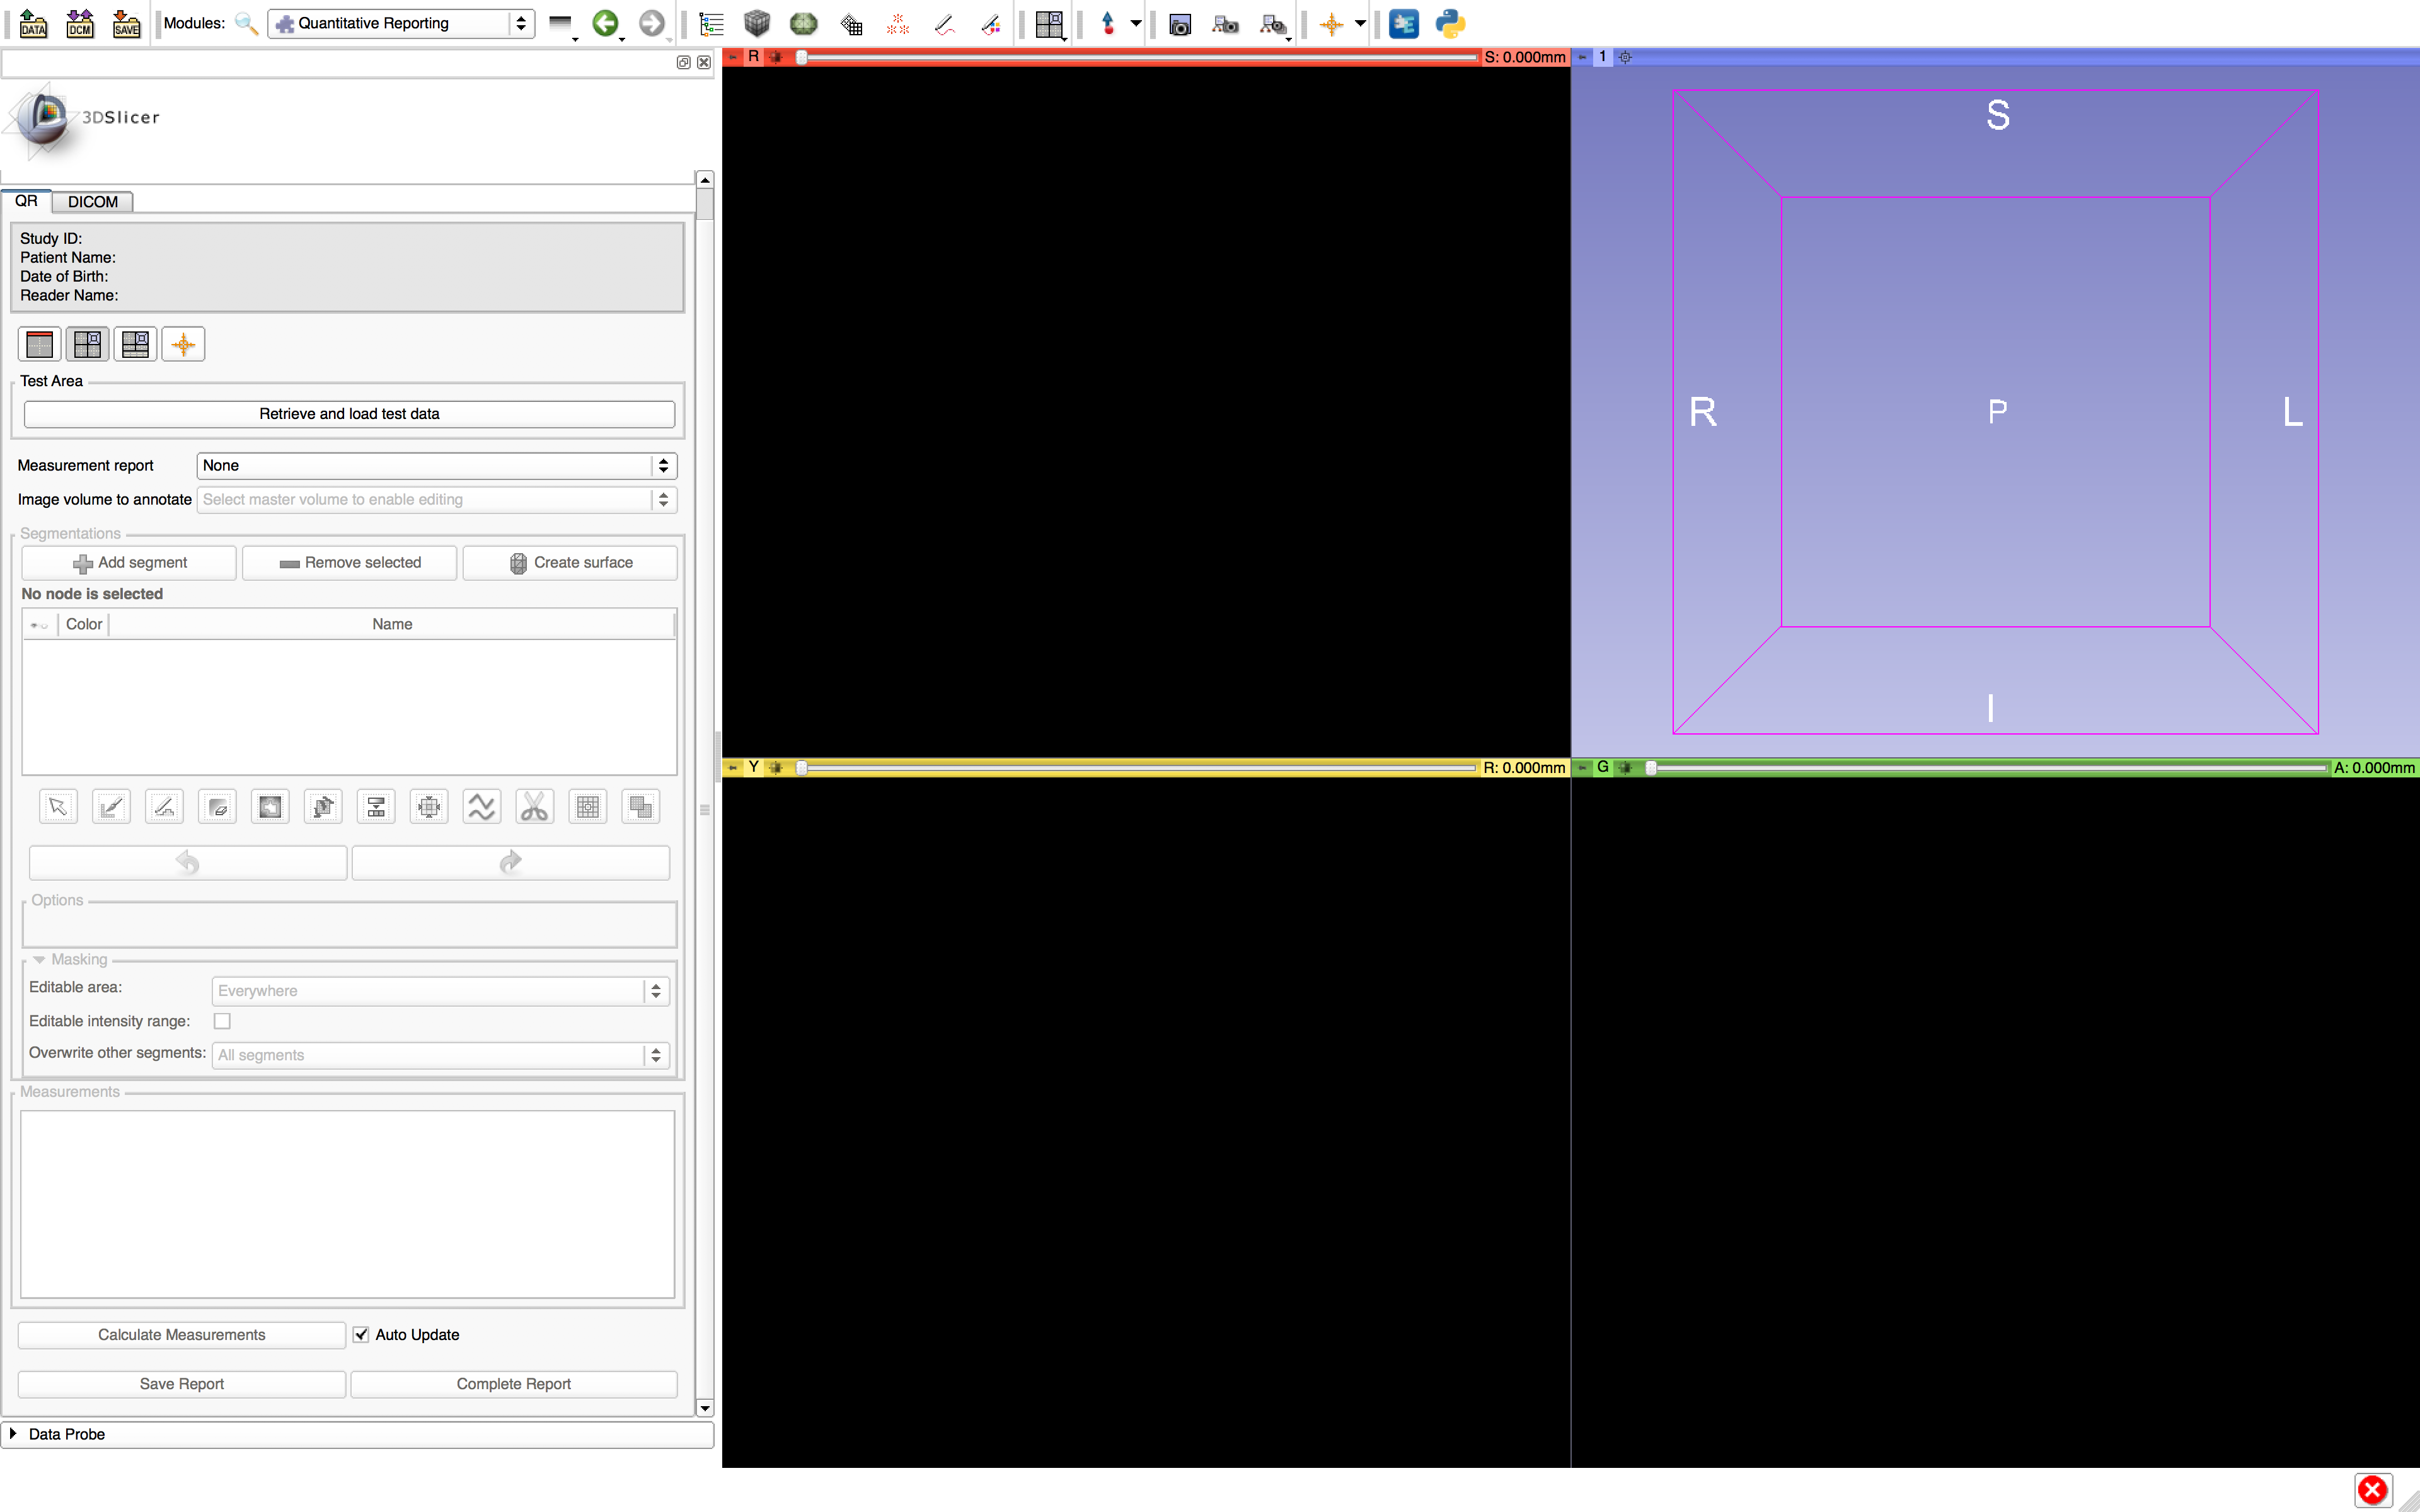 DATA DCM SAVE Modules: Quantitative Reporting
R S: 0.000mm 1
3DSlicer
S
R P L
I
QR DICOM
Study ID:
Patient Name:
Date of Birth:
Reader Name:
Test Area
Retrieve and load test data
Measurement report None
Image volume to annotate Select master volume to enable editing
Segmentations
Add segment Remove selected Create surface
No node is selected
Color Name
Y R: 0.000mm G A: 0.000mm
Options
Masking
Editable area: Everywhere
Editable intensity range:
Overwrite other segments: All segments
Measurements
Calculate Measurements Auto Update
Save Report Complete Report
Data Probe